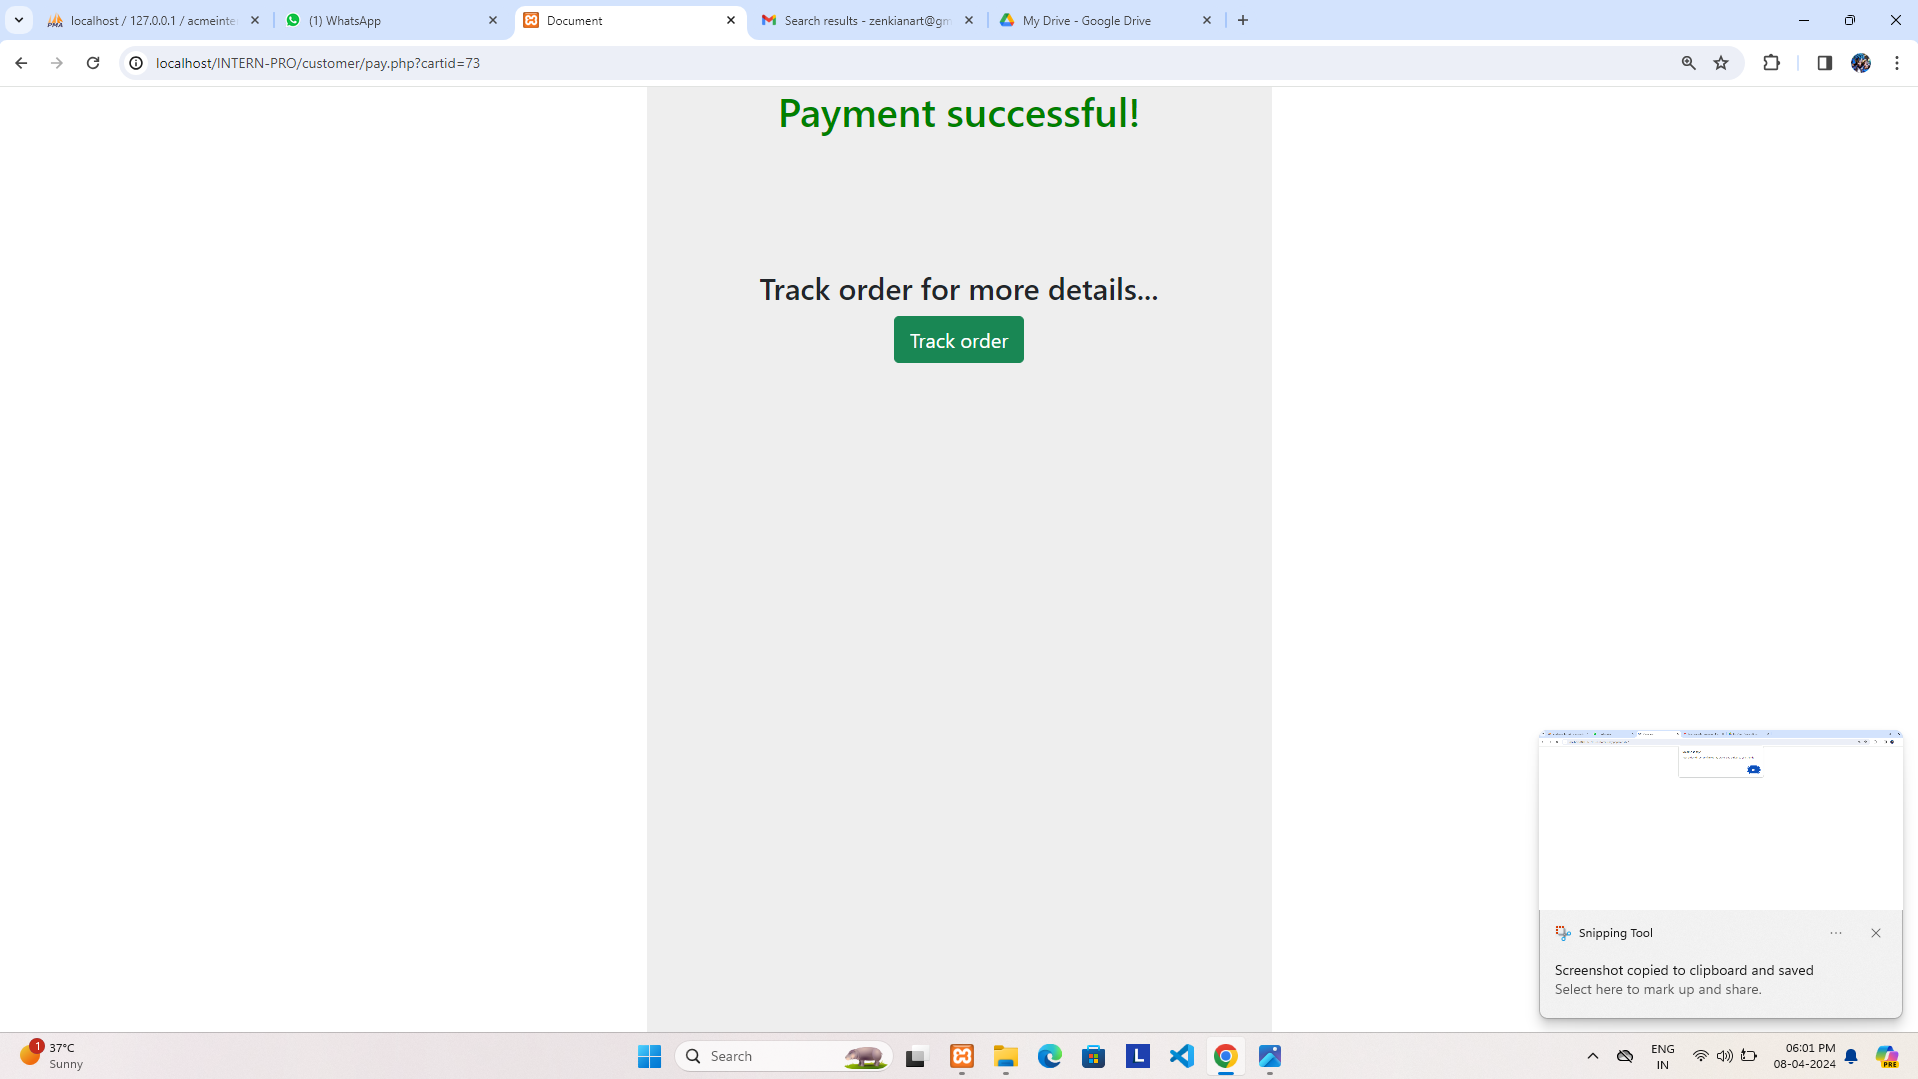 localhost / 127.0.0.1 / acmeinte
(1) WhatsApp
Document
Search results - zenkianart@gm
My Drive - Google Drive
localhost/INTERN-PRO/customer/pay.php?cartid=73
Payment successful!
Track order for more details...
Track order
Snipping Tool
Screenshot copied to clipboard and saved
Select here to mark up and share.
1
37°C
Sunny
Search
L
ENG
IN
06:01 PM
08-04-2024
PRE